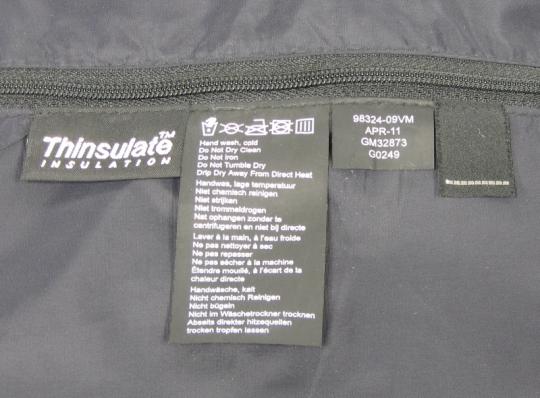 Thinsulate™
INSULATION
Hand wash, cold
Do Not Dry Clean
Do Not Iron
Do Not Tumble Dry
Drip Dry Away From Direct Heat
Handwas, lage temperatuur
Niet chemisch reinigen
Niet strijken
Niet trommeldrogen
Nat ophangen zonder te
centrifugeren en niet bij directe
Laver à la main, à l'eau froide
Ne pas nettoyer à sec
Ne pas repasser
Ne pas sécher à la machine
Étendre mouillé, à l'écart de la
chaleur directe
Handwäsche, kalt
Nicht chemisch Reinigen
Nicht bügeln
Nicht im Wäschetrockner trocknen
Abseits direkter hitzequellen
trocken tropfen lassen
98324-09VM
APR-11
GM32873
G0249